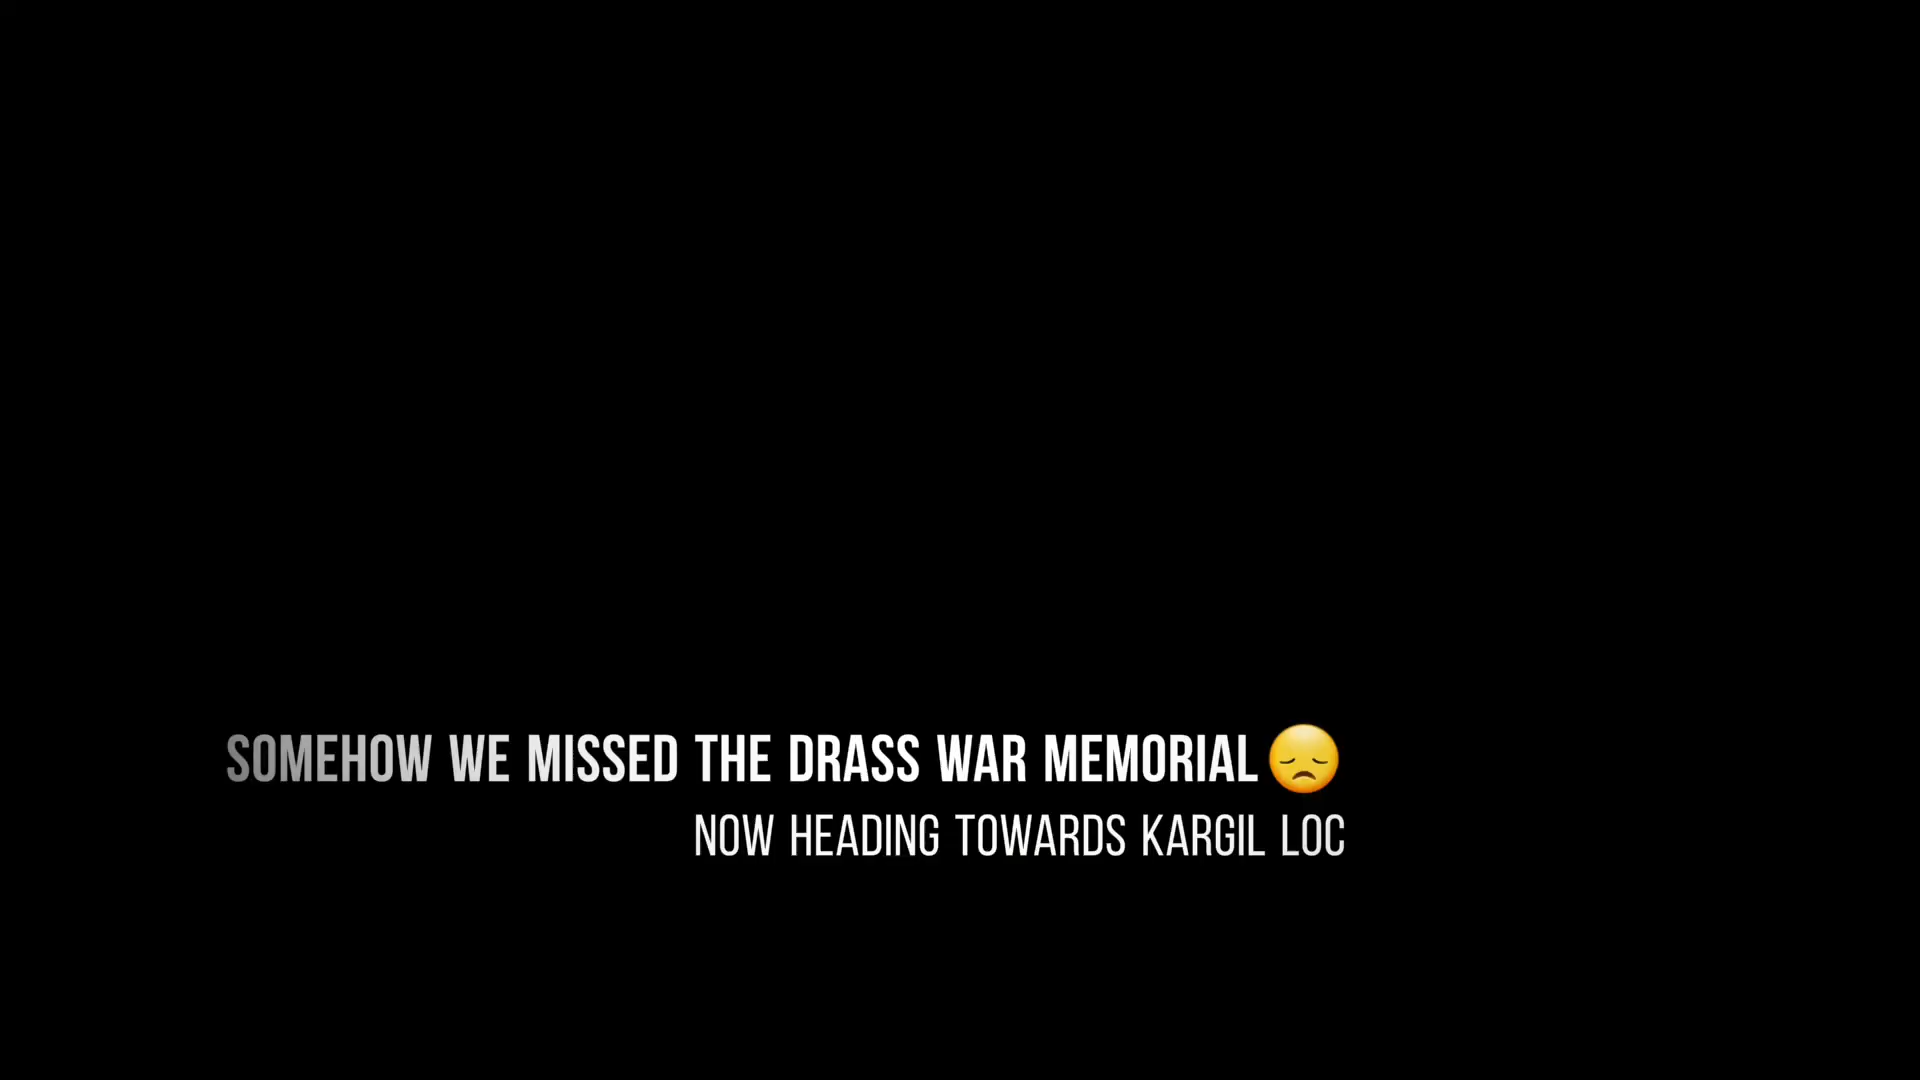 SOMEHOW WE MISSED THE DRASS WAR MEMORIAL😞
NOW HEADING TOWARDS KARGIL LOC